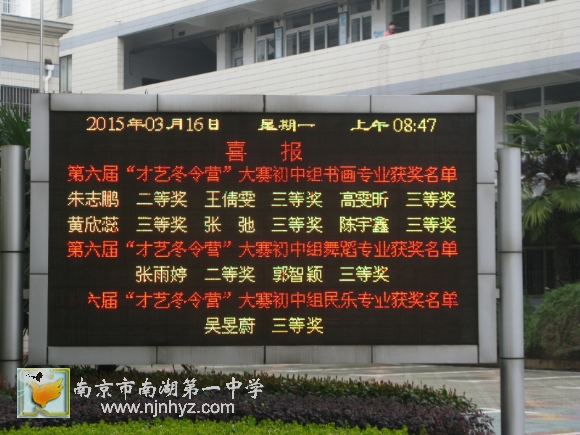 2015年03月16日 星期一 上午 08:47
喜 报
第六届“才艺冬令营”大赛初中组书画专业获奖名单
朱志鹏 二等奖 王倩雯 三等奖 高雯昕 三等奖
黄欣蕊 三等奖 张 弛 三等奖 陈宇鑫 三等奖
第六届“才艺冬令营”大赛初中组舞蹈专业获奖名单
张雨婷 二等奖 郭智颖 三等奖
六届“才艺冬令营”大赛初中组民乐专业获奖名单
吴昱蔚 三等奖
南京市南湖第一中学
www.njnhyz.com